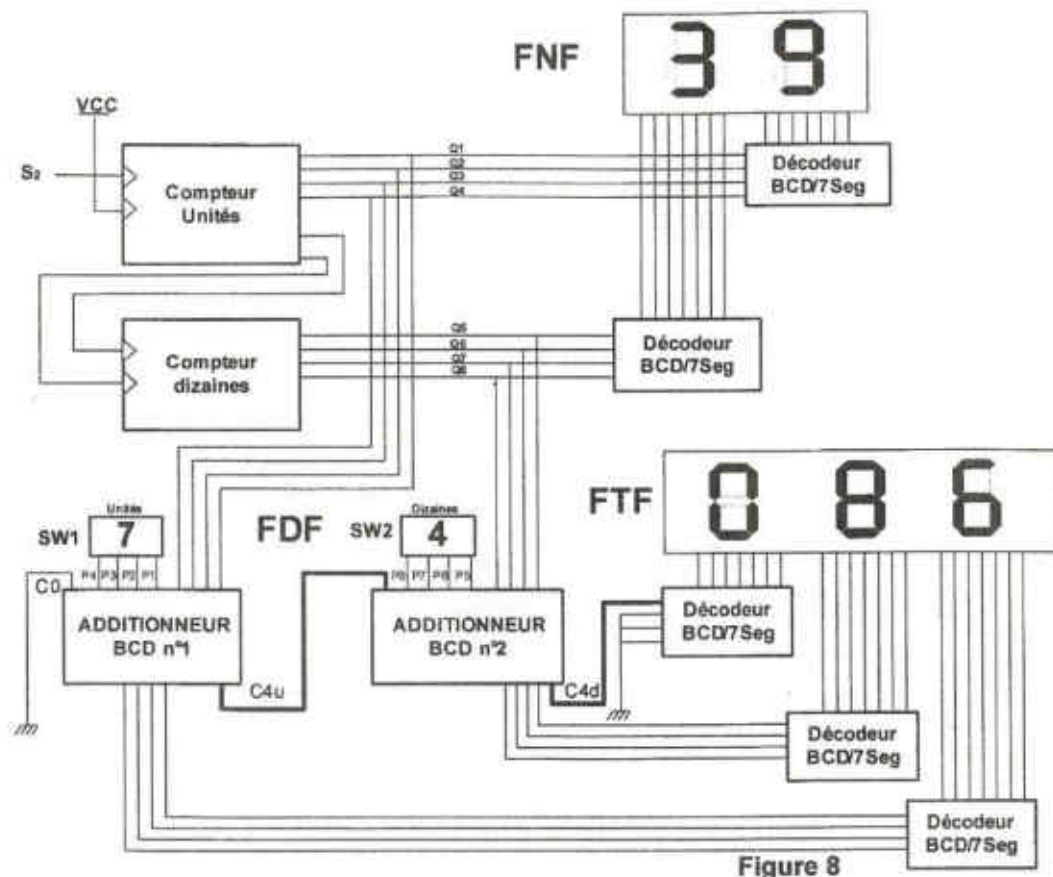 FNF
39
VCC
S₂
Compteur
Unités
Q1
Q2
Q3
Q4
Décodeur
BCD/7Seg
Compteur
dizaines
Q5
Q6
Q7
Q8
Décodeur
BCD/7Seg
FTF
086
FDF
Unités
SW1
7
P4 P3 P2 P1
C0
Dizaines
SW2
4
P8 P7 P6 P5
ADDITIONNEUR
BCD n°1
C4u
ADDITIONNEUR
BCD n°2
C4d
Décodeur
BCD/7Seg
Décodeur
BCD/7Seg
Décodeur
BCD/7Seg
Figure 8